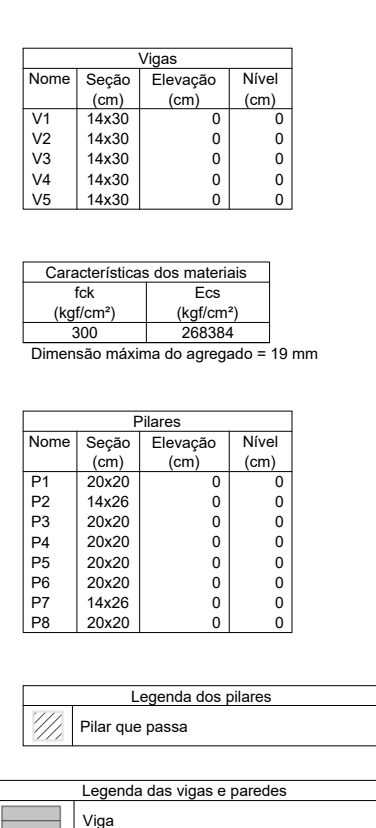 Vigas
Nome Seção Elevação Nível
(cm) (cm) (cm)
V1 14x30 0 0
V2 14x30 0 0
V3 14x30 0 0
V4 14x30 0 0
V5 14x30 0 0
Características dos materiais
fck Ecs
(kgf/cm²) (kgf/cm²)
300 268384
Dimensão máxima do agregado = 19 mm
Pilares
Nome Seção Elevação Nível
(cm) (cm) (cm)
P1 20x20 0 0
P2 14x26 0 0
P3 20x20 0 0
P4 20x20 0 0
P5 20x20 0 0
P6 20x20 0 0
P7 14x26 0 0
P8 20x20 0 0
Legenda dos pilares
Pilar que passa
Legenda das vigas e paredes
Viga